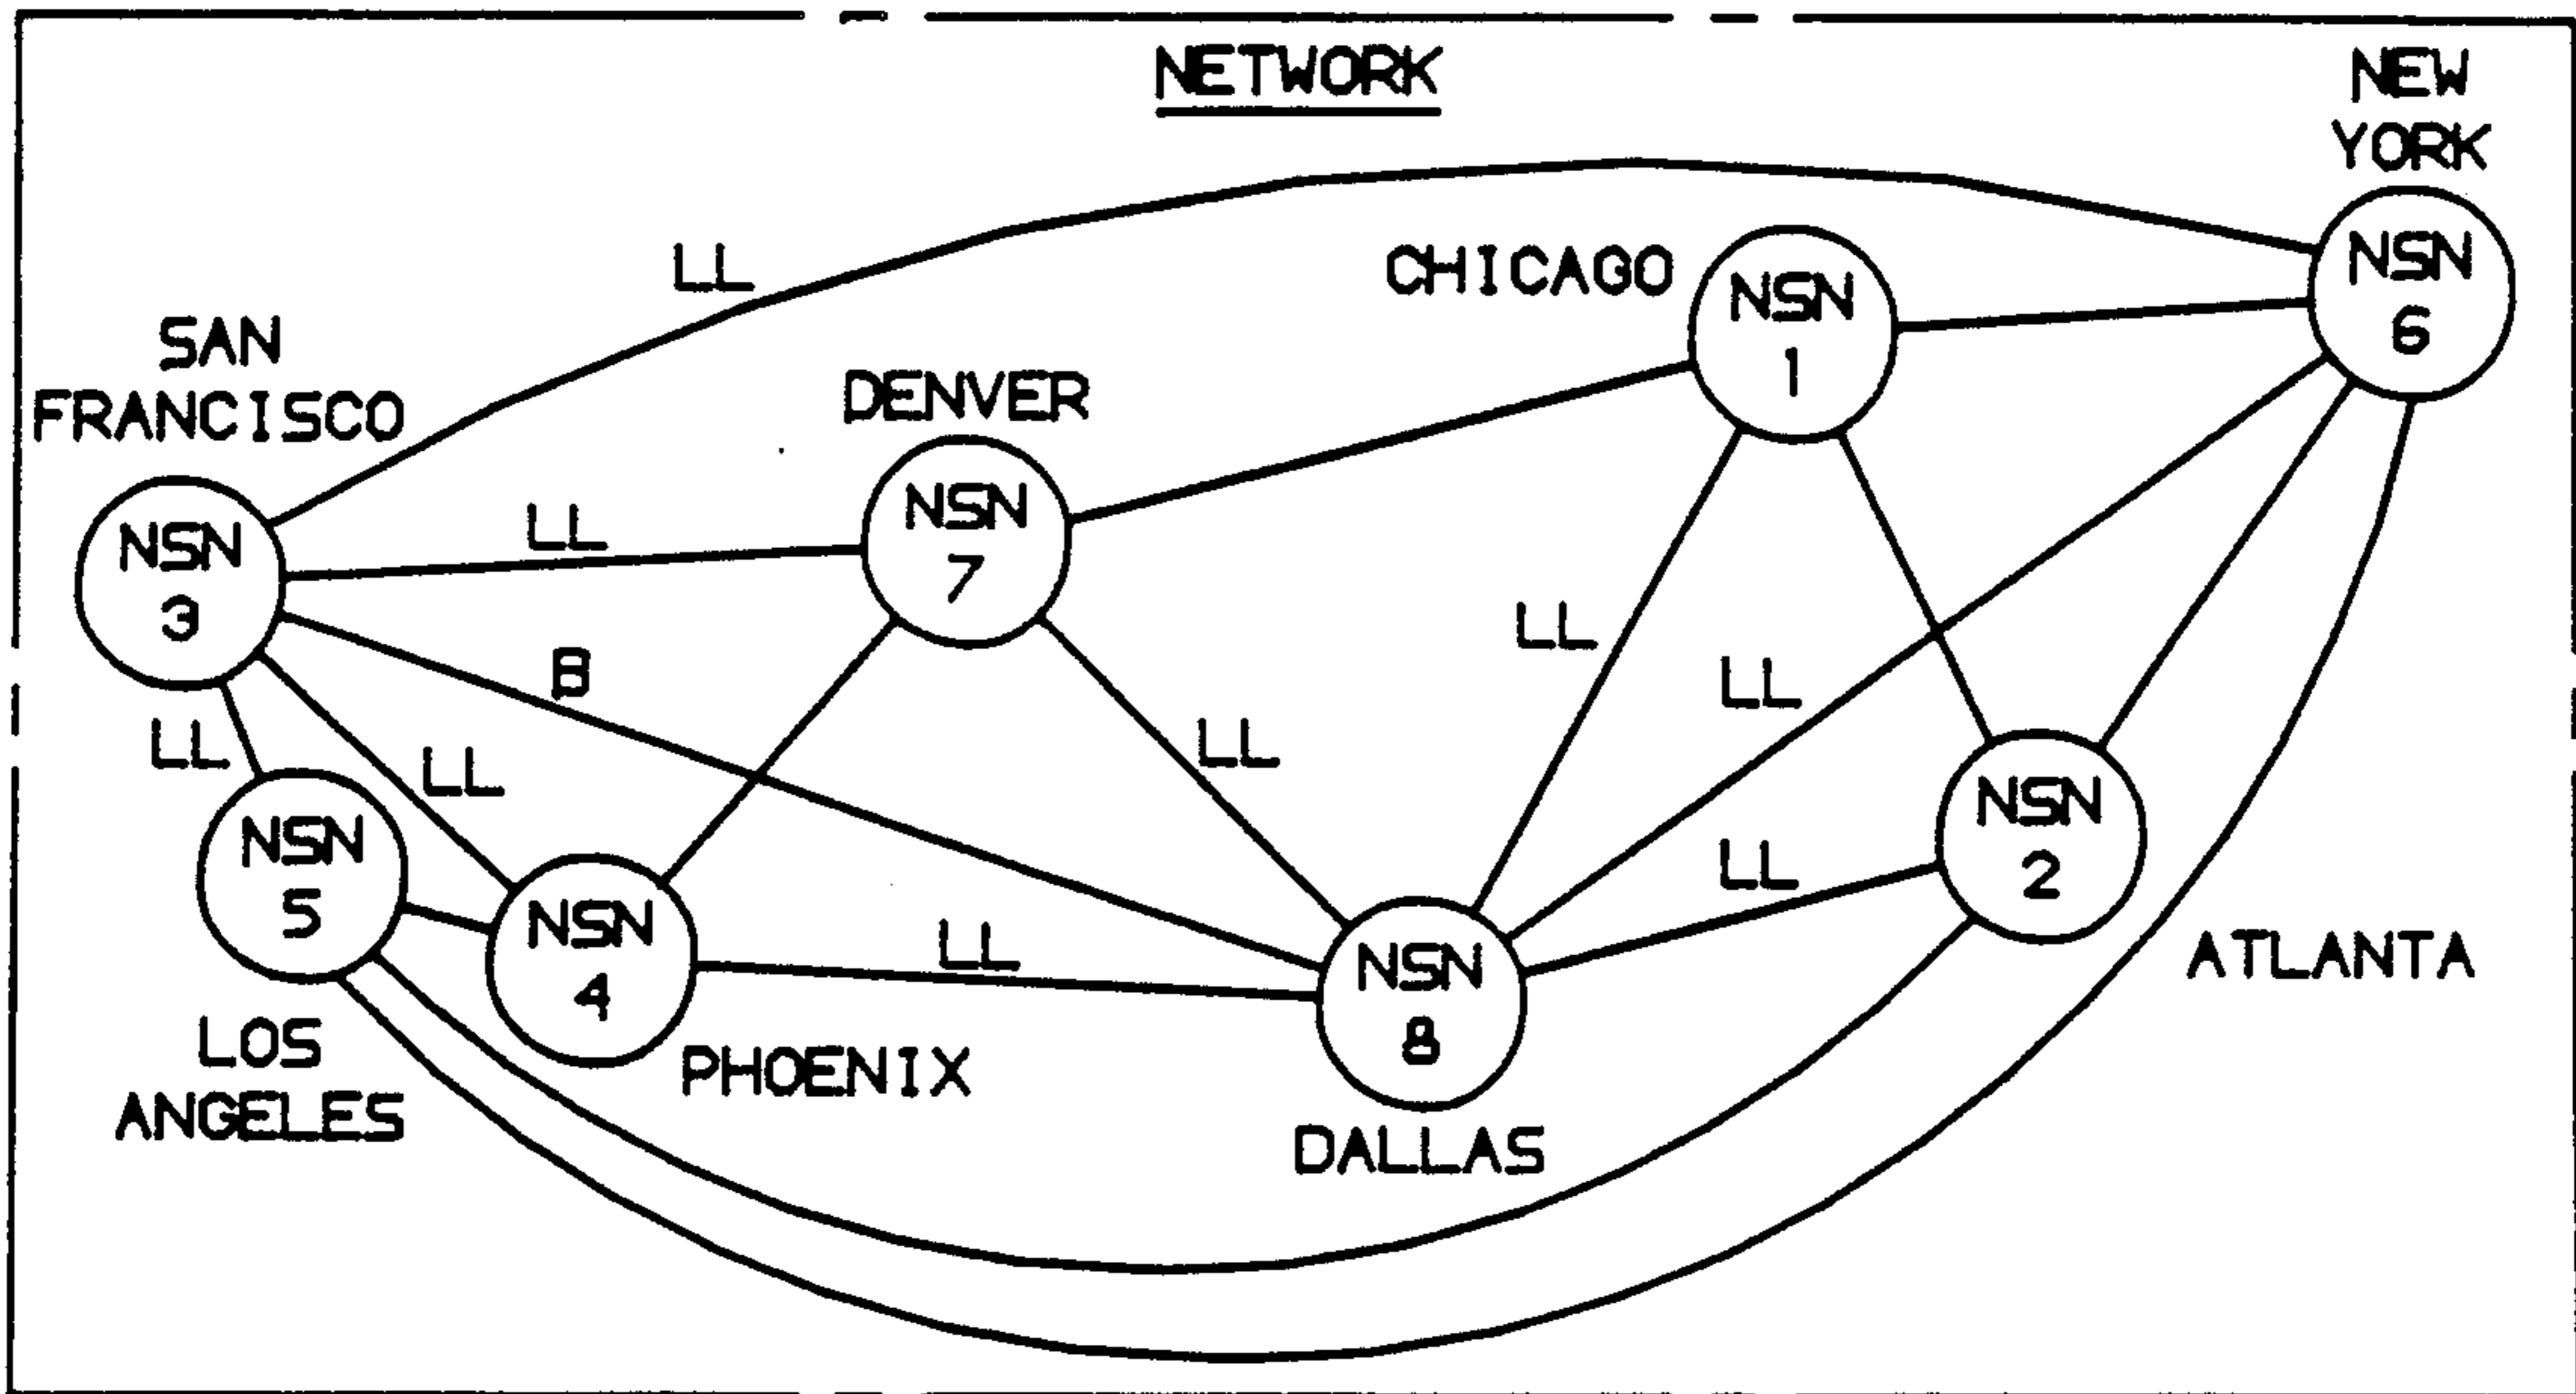 NETWORK
NEW
YORK
NSN
6
CHICAGO
NSN
1
LL
SAN
FRANCISCO
DENVER
NSN
7
NSN
3
LL
B
LL
LL
LL
LL
LL
NSN
5
NSN
4
LL
LL
NSN
8
NSN
2
ATLANTA
LOS
ANGELES
PHOENIX
DALLAS